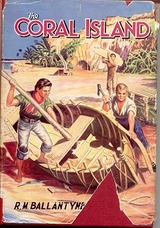 the
CORAL ISLAND
R.M BALLANTYNE